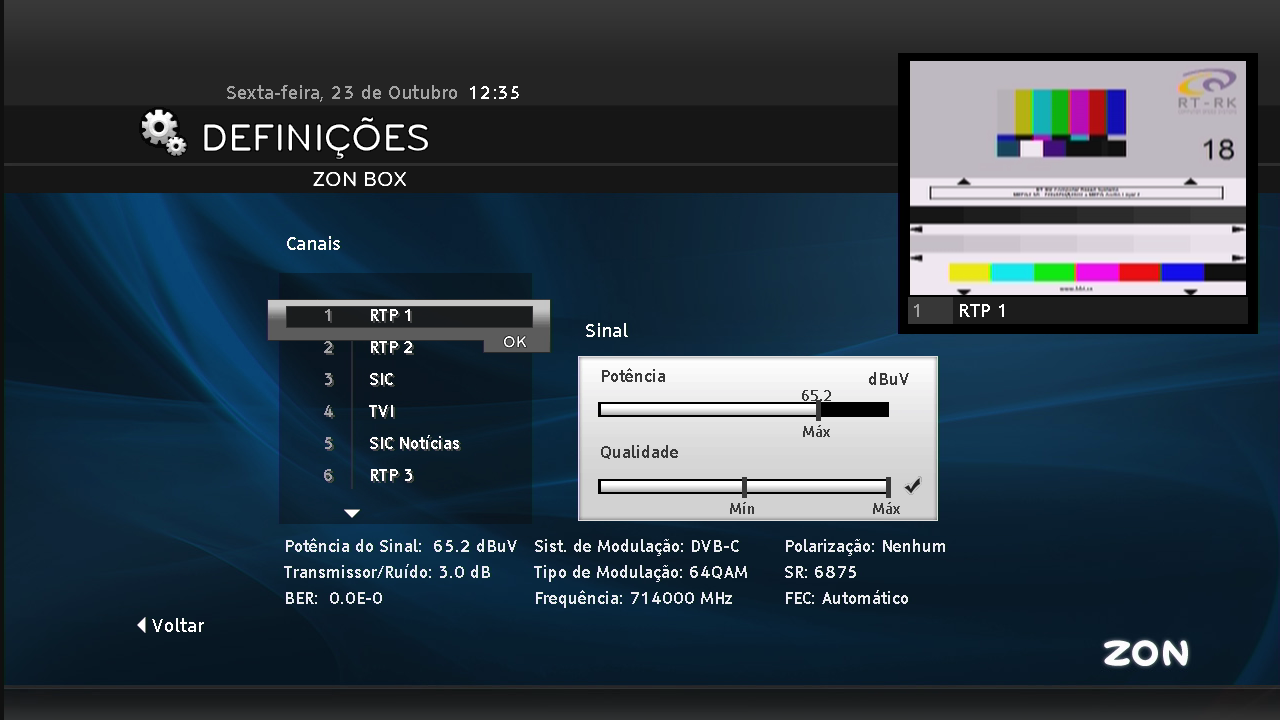 Sexta-feira, 23 de Outubro 12:35
DEFINIÇÕES
ZON BOX
RT-RK
18
1 RTP 1
Canais
1 RTP 1
OK
2 RTP 2
3 SIC
4 TVI
5 SIC Notícias
6 RTP 3
Sinal
Potência dBuV
65.2
Máx
Qualidade
Mín Máx
Potência do Sinal: 65.2 dBuV Sist. de Modulação: DVB-C Polarização: Nenhum
Transmissor/Ruído: 3.0 dB Tipo de Modulação: 64QAM SR: 6875
BER: 0.0E-0 Frequência: 714000 MHz FEC: Automático
Voltar
ZON